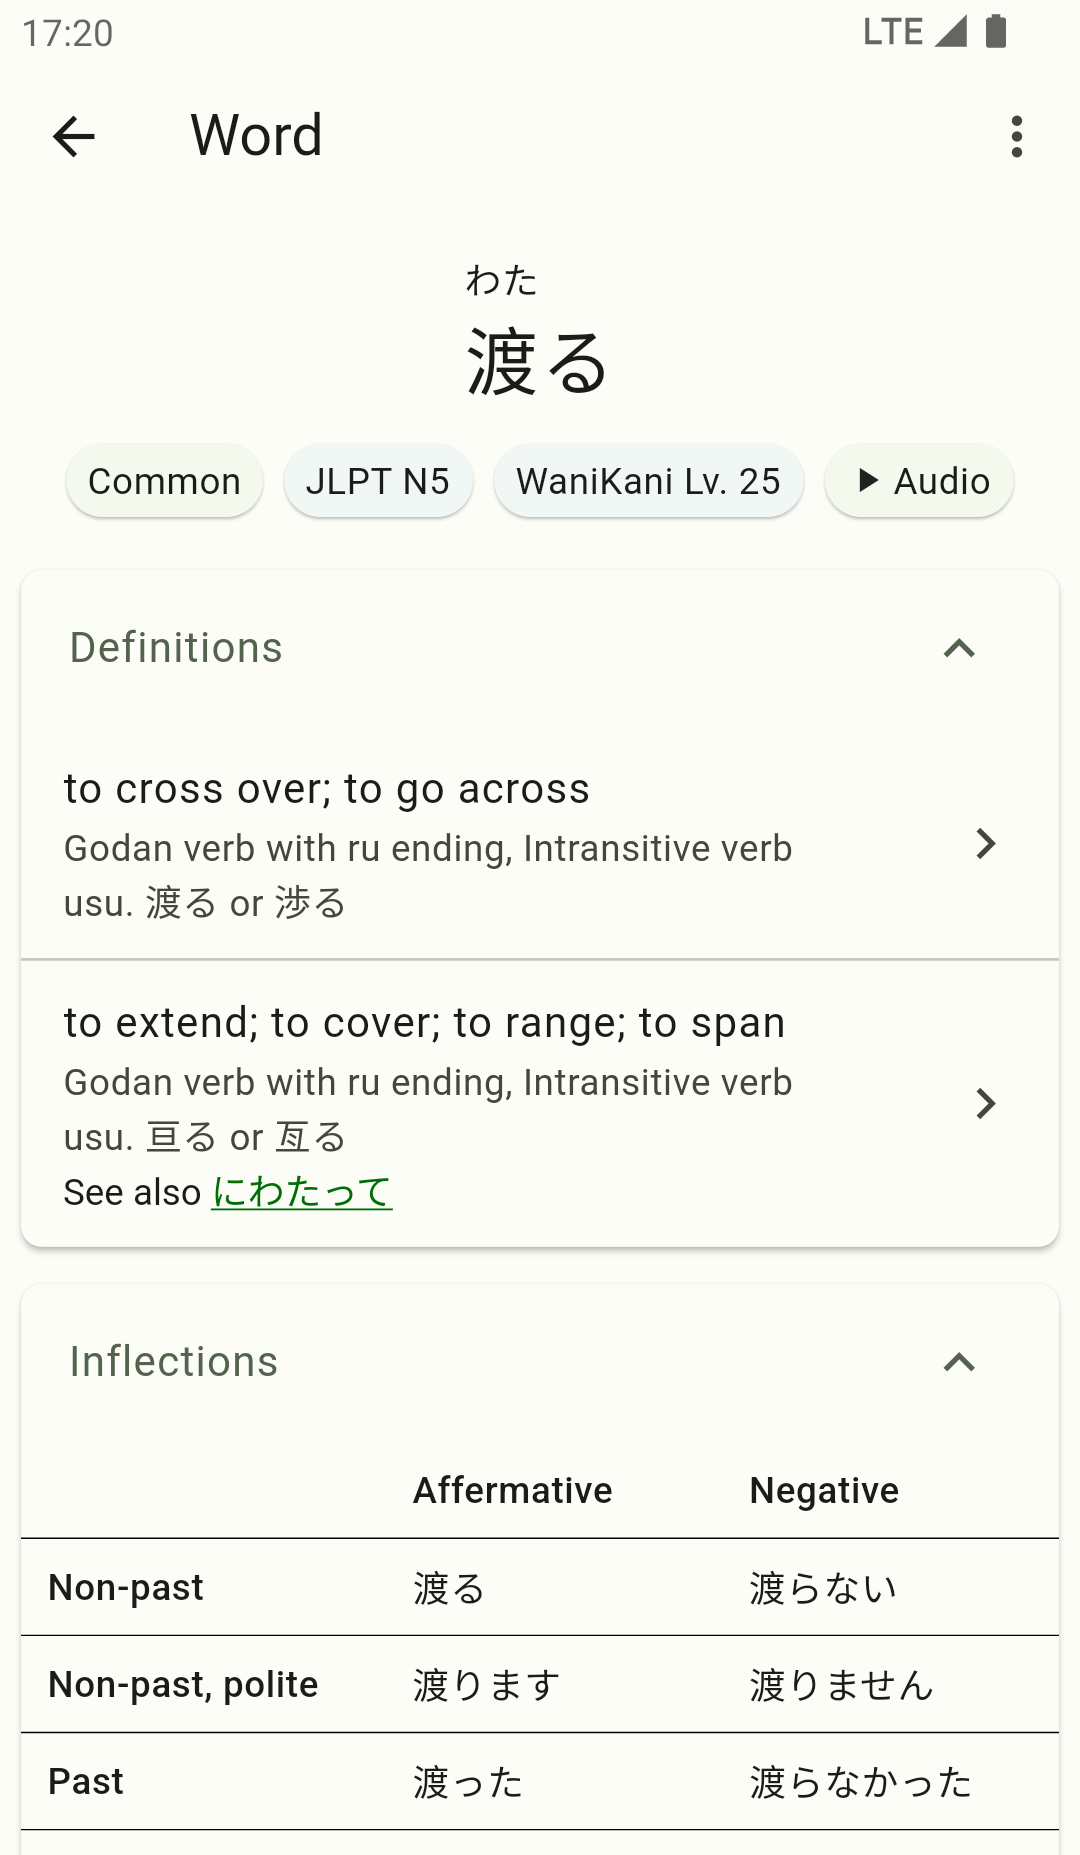 17:20 LTE
Word
わた
渡る
Common JLPT N5 WaniKani Lv. 25 Audio
Definitions
to cross over; to go across
Godan verb with ru ending, Intransitive verb
usu. 渡る or 渉る
to extend; to cover; to range; to span
Godan verb with ru ending, Intransitive verb
usu. 亘る or 亙る
See also にわたって
Inflections
Affermative Negative
Non-past 渡る 渡らない
Non-past, polite 渡ります 渡りません
Past 渡った 渡らなかった